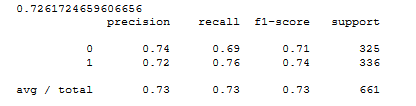 0.7261724659606656
precision recall f1-score support
0 0.74 0.69 0.71 325
1 0.72 0.76 0.74 336
avg / total 0.73 0.73 0.73 661